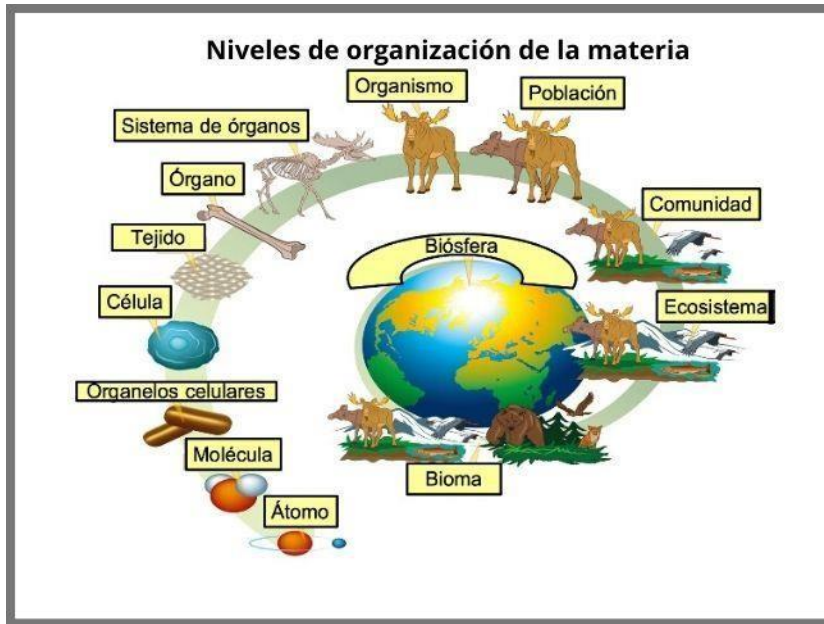 Niveles de organización de la materia
Organismo
Población
Sistema de órganos
Órgano
Comunidad
Tejido
Biósfera
Célula
Ecosistema
Órganelos celulares
Molécula
Bioma
Átomo